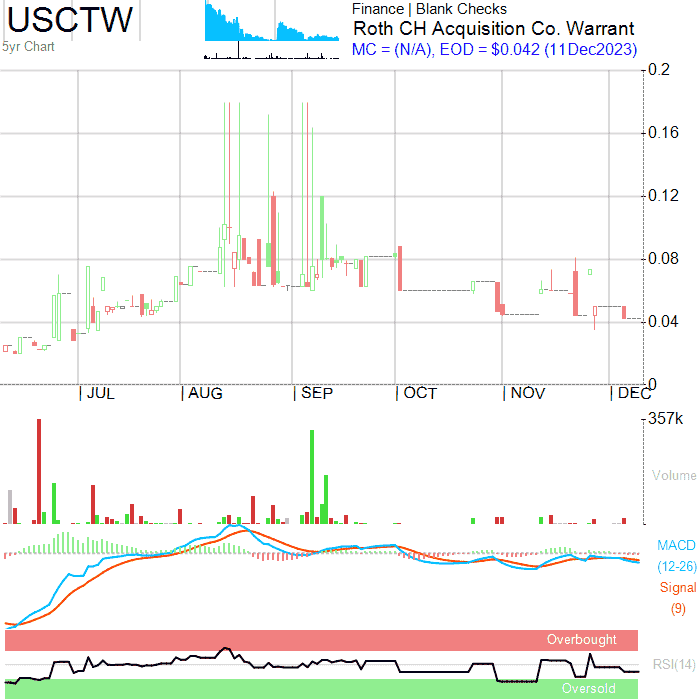 USCTW
5yr Chart
Finance | Blank Checks
Roth CH Acquisition Co. Warrant
MC = (N/A), EOD = $0.042 (11Dec2023)
0.2
0.16
0.12
0.08
0.04
0
| JUL | AUG | SEP | OCT | NOV | DEC
357k
Volume
MACD
(12-26)
Signal
(9)
Overbought
RSI(14)
Oversold